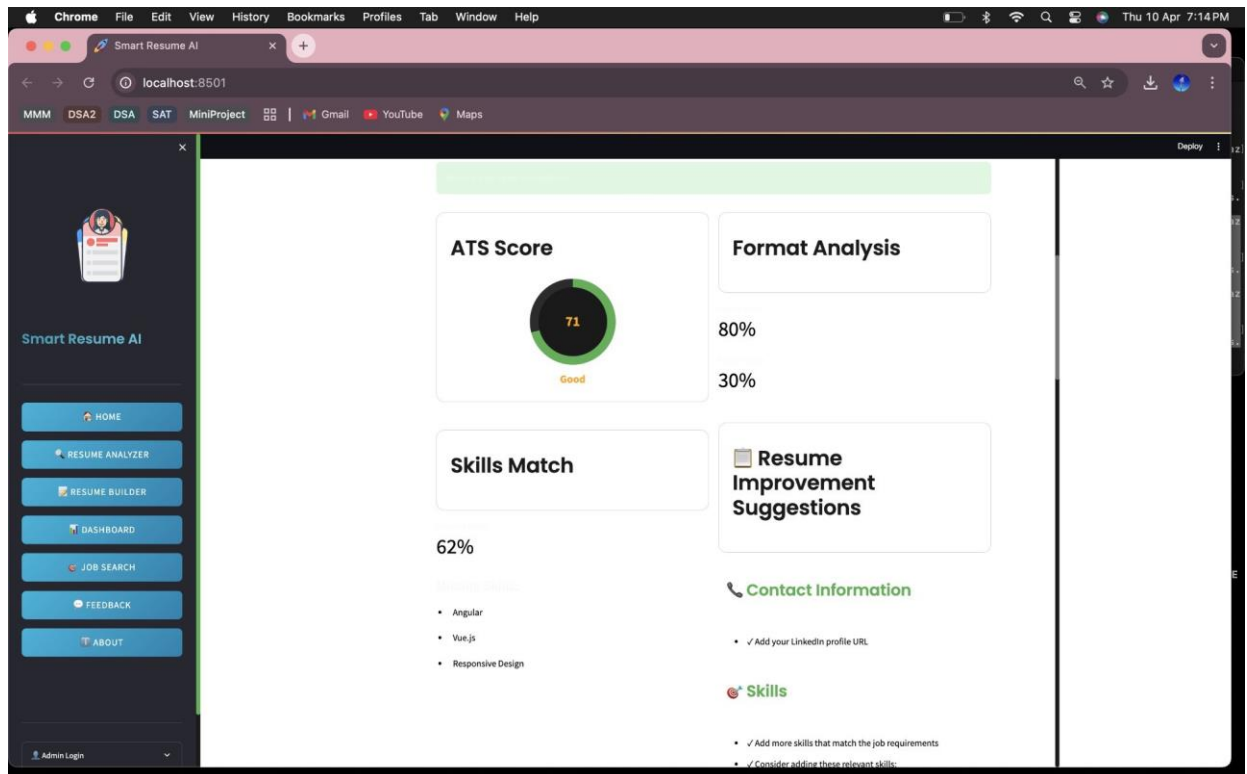 Chrome File Edit View History Bookmarks Profiles Tab Window Help Thu 10 Apr 7:14 PM
Smart Resume AI
localhost:8501
MMM DSA2 DSA SAT MiniProject Gmail YouTube Maps
Deploy
Smart Resume AI
HOME
RESUME ANALYZER
RESUME BUILDER
DASHBOARD
JOB SEARCH
FEEDBACK
ABOUT
Admin Login
ATS Score
71
Good
Format Analysis
80%
30%
Skills Match
62%
• Angular
• Vue.js
• Responsive Design
Resume
Improvement
Suggestions
Contact Information
• ✓ Add your LinkedIn profile URL
Skills
• ✓ Add more skills that match the job requirements
• ✓ Consider adding these relevant skills: